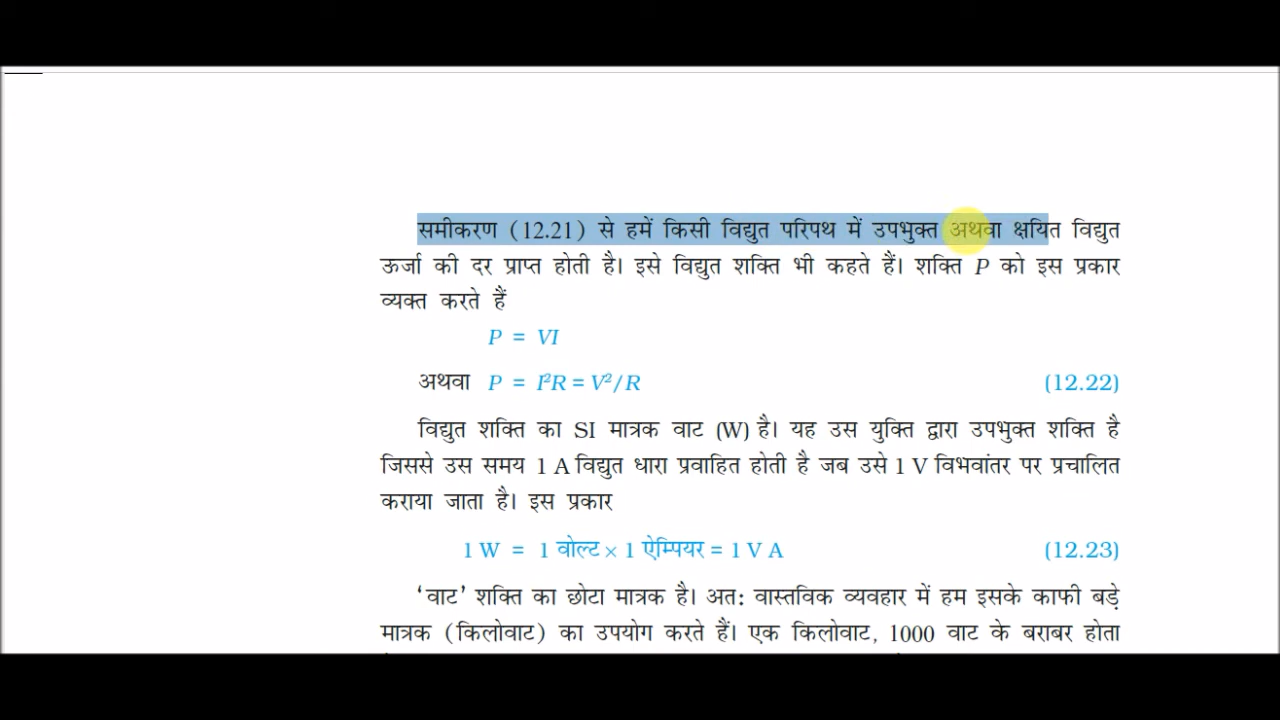 समीकरण (12.21) से हमें किसी विद्युत परिपथ में उपभुक्त अथवा क्षयित विद्युत
ऊर्जा की दर प्राप्त होती है। इसे विद्युत शक्ति भी कहते हैं। शक्ति P को इस प्रकार
व्यक्त करते हैं
P = VI
अथवा P = I²R = V²/R (12.22)
विद्युत शक्ति का SI मात्रक वाट (W) है। यह उस युक्ति द्वारा उपभुक्त शक्ति है
जिससे उस समय 1 A विद्युत धारा प्रवाहित होती है जब उसे 1 V विभवांतर पर प्रचालित
कराया जाता है। इस प्रकार
1 W = 1 वोल्ट × 1 ऐम्पियर = 1 V A (12.23)
‘वाट’ शक्ति का छोटा मात्रक है। अतः वास्तविक व्यवहार में हम इसके काफी बड़े
मात्रक (किलोवाट) का उपयोग करते हैं। एक किलोवाट, 1000 वाट के बराबर होता